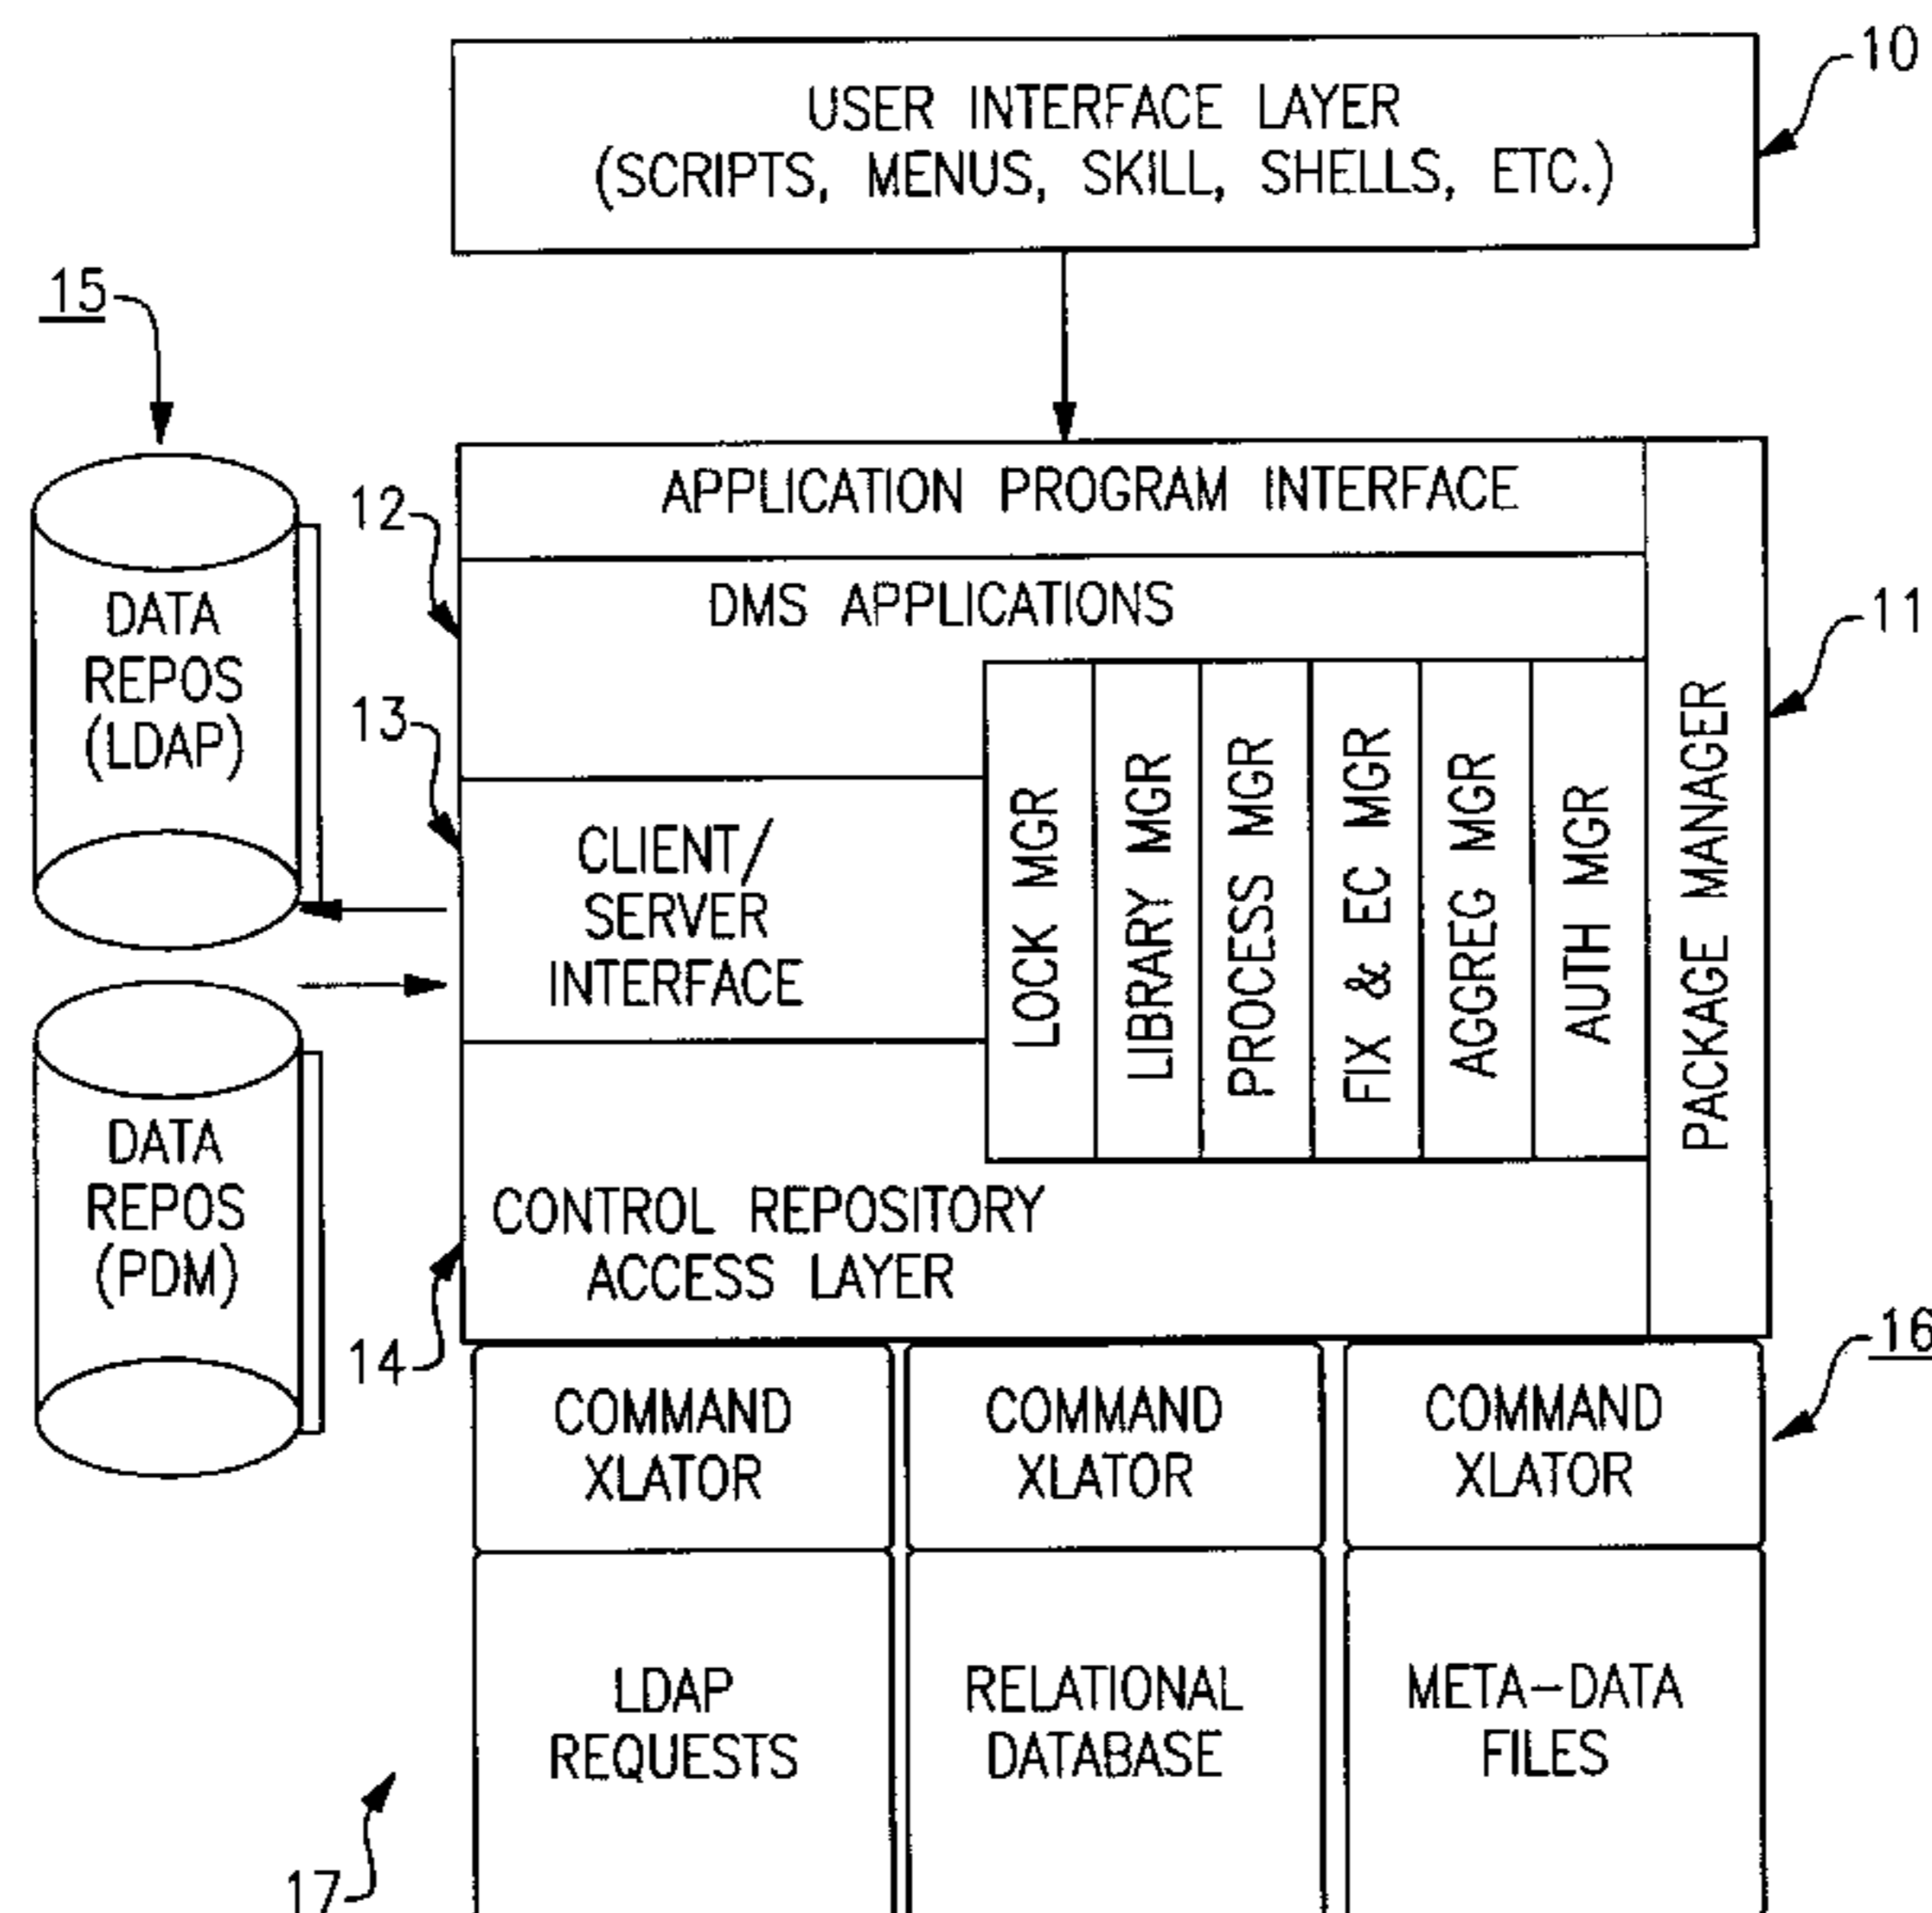 10
USER INTERFACE LAYER
(SCRIPTS, MENUS, SKILL, SHELLS, ETC.)
15
APPLICATION PROGRAM INTERFACE
12
DMS APPLICATIONS
DATA
REPOS
(LDAP)
11
13
CLIENT/
SERVER
INTERFACE
LOCK MGR
LIBRARY MGR
PROCESS MGR
FIX & EC MGR
AGGREG MGR
AUTH MGR
PACKAGE MANAGER
DATA
REPOS
(PDM)
CONTROL REPOSITORY
ACCESS LAYER
14
16
COMMAND
XLATOR
COMMAND
XLATOR
COMMAND
XLATOR
LDAP
REQUESTS
RELATIONAL
DATABASE
META-DATA
FILES
17